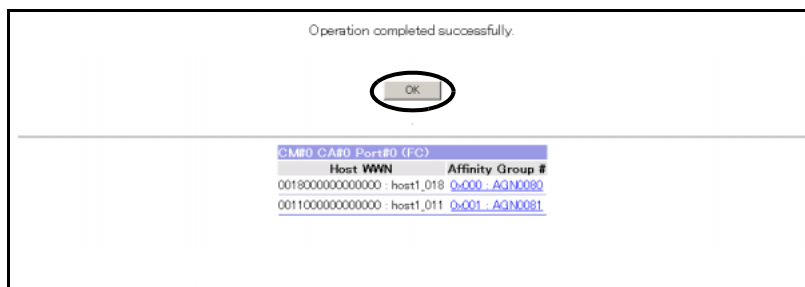 Operation completed successfully.
OK
CM#0 CA#0 Port#0 (FC)
Host WWN Affinity Group #
0018000000000000 : host1_018 0x000 : AGN0080
0011000000000000 : host1_011 0x001 : AGN0081